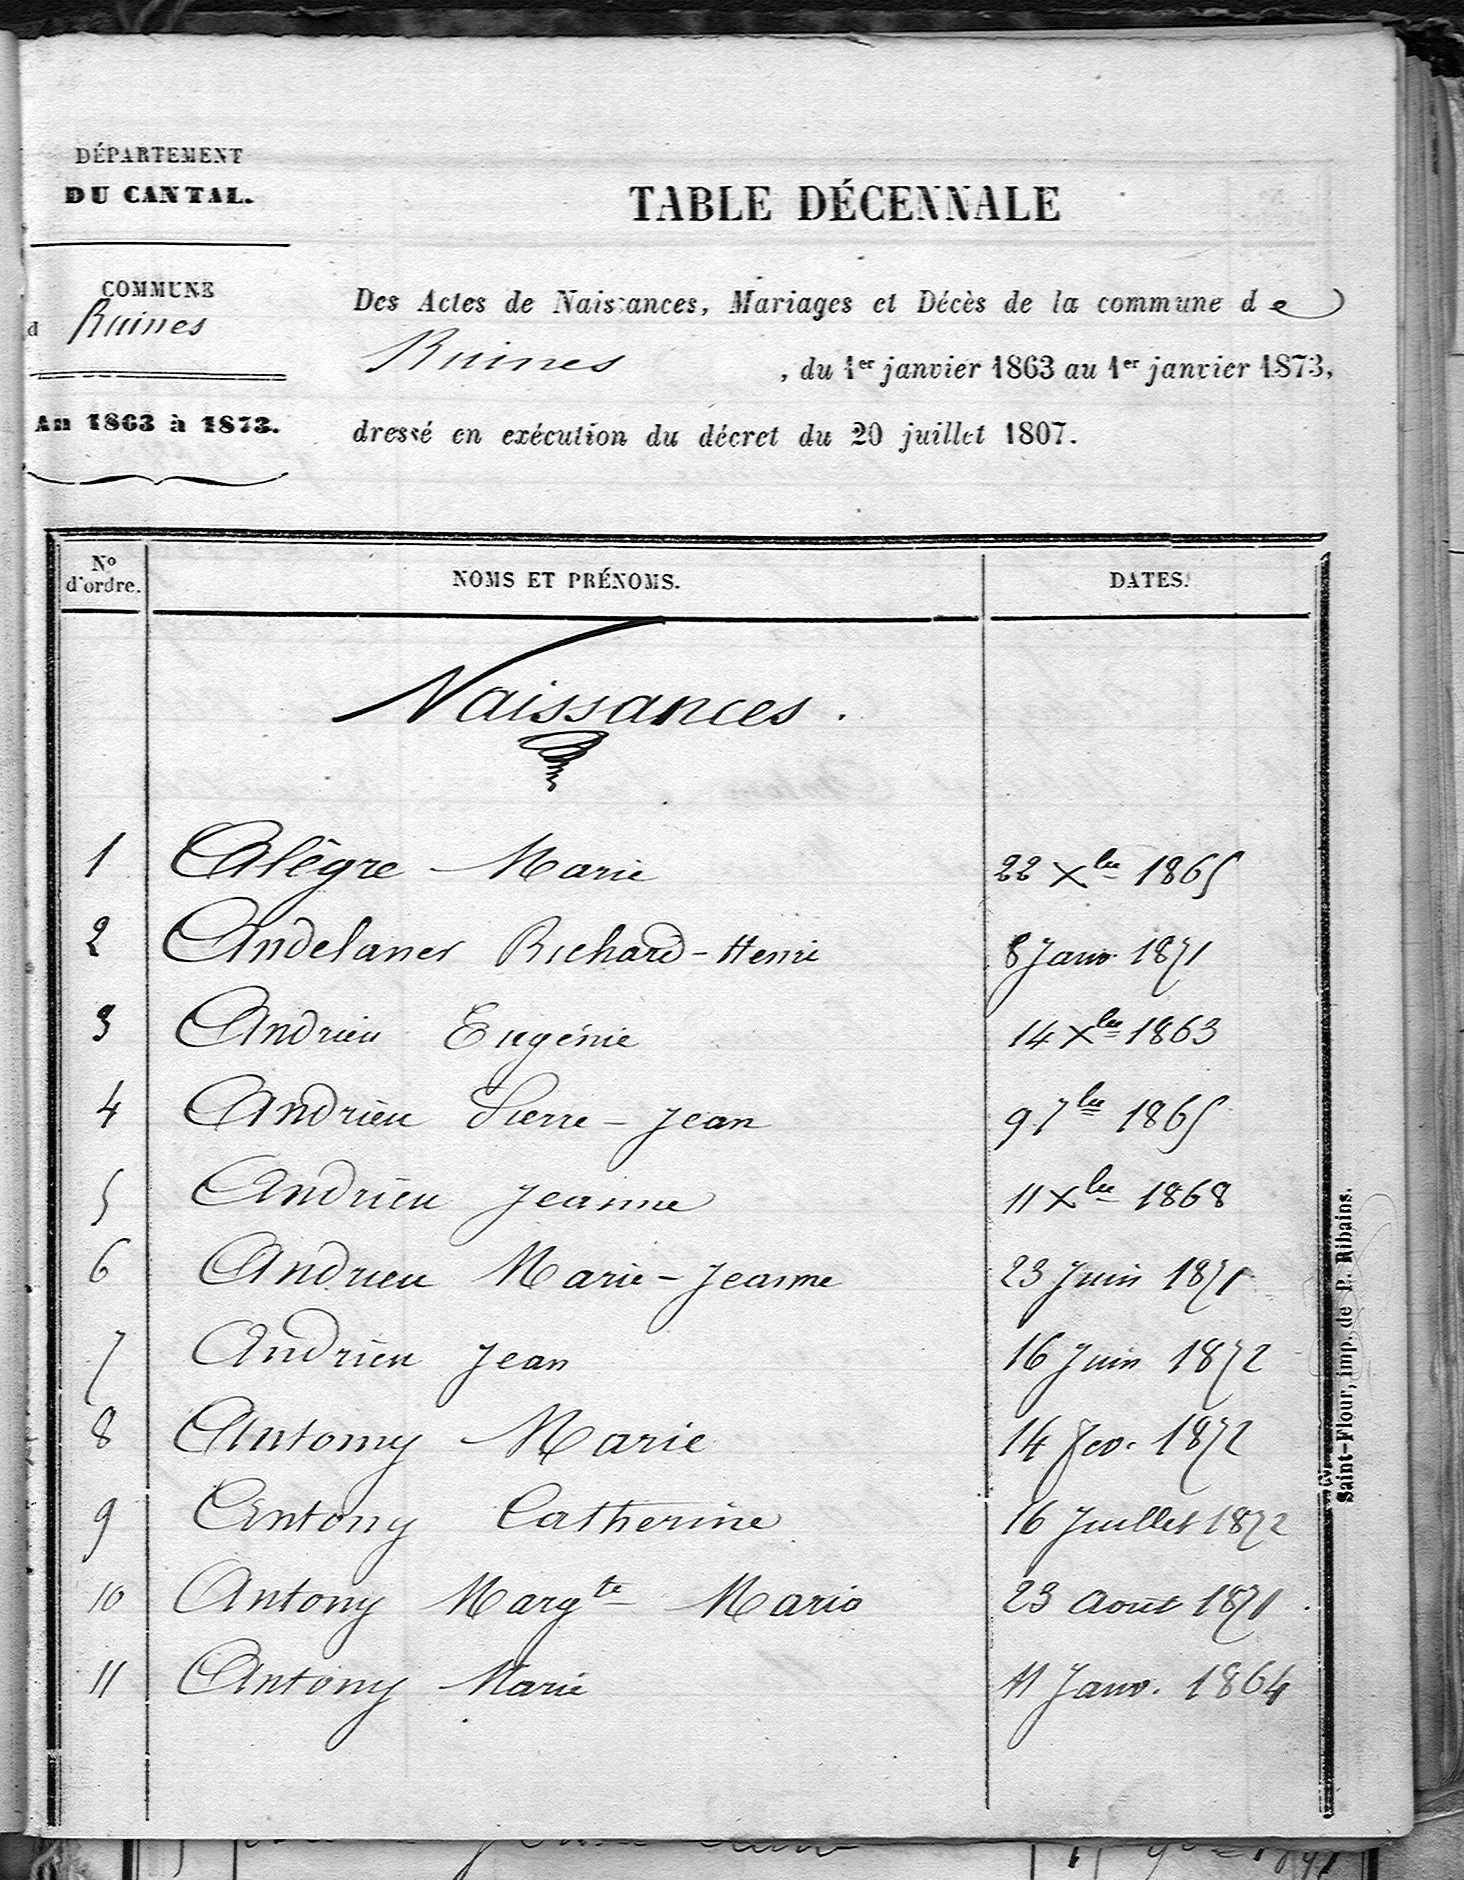 DÉPARTEMENT
DU CANTAL.
TABLE DÉCENNALE
COMMUNE
d Ruines
Des Actes de Naissances, Mariages et Décès de la commune de
Ruines , du 1er janvier 1863 au 1er janvier 1873,
An 1863 à 1873.
dressé en exécution du décret du 20 juillet 1807.
No d'ordre. NOMS ET PRÉNOMS. DATES.
Naissances.
1 Alègre Marie 22 Xbre 1865
2 Richard-Henri 8 Janv. 1871
3 Andrieu Eugénie 14 Xbre 1863
4 Andrieu Pierre-Jean 9 7bre 1865
5 Andrieu Jeanne 11 Xbre 1868
6 Andrieu Marie-Jeanne 23 Juin 1871
7 Andrieu Jean 16 Juin 1872
8 Antony Marie 14 Fev. 1872
9 Antony Catherine 16 Juillet 1872
10 Antony Margte Marie 23 Aout 1871
11 Antony Marie 11 Janv. 1864
Saint-Flour, imp. de P. Ribains.